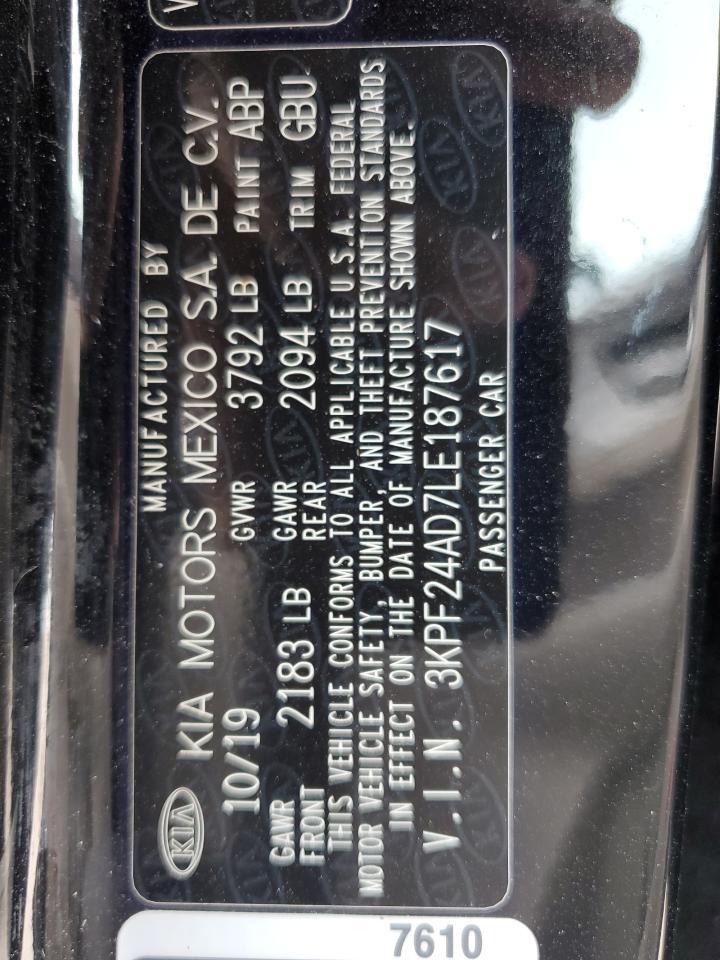 MANUFACTURED BY
KIA KIA MOTORS MEXICO S.A. DE C.V.
10/19 GVWR 3792 LB PAINT ABP
GAWR FRONT 2183 LB GAWR REAR 2094 LB TRIM GBU
THIS VEHICLE CONFORMS TO ALL APPLICABLE U.S.A. FEDERAL
MOTOR VEHICLE SAFETY, BUMPER, AND THEFT PREVENTION STANDARDS
IN EFFECT ON THE DATE OF MANUFACTURE SHOWN ABOVE.
V.I.N. 3KPF24AD7LE187617
PASSENGER CAR
7610